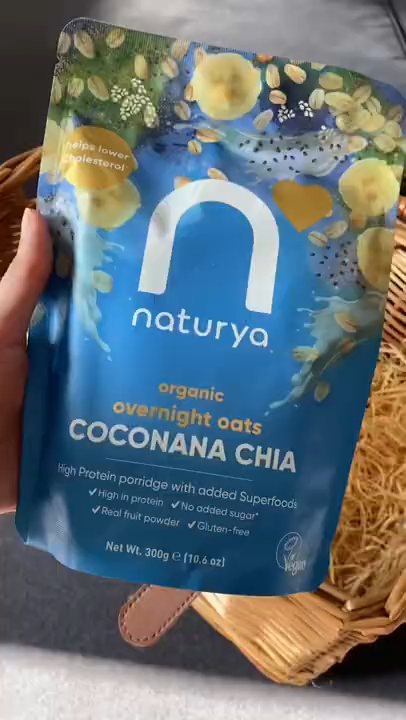 helps lower
cholesterol
n
naturya
organic
overnight oats
COCONANA CHIA
High Protein porridge with added Superfoods
✓High in protein ✓No added sugar*
✓Real fruit powder ✓Gluten-free
Net Wt. 300g ℮ (10.6 oz)
Vegan